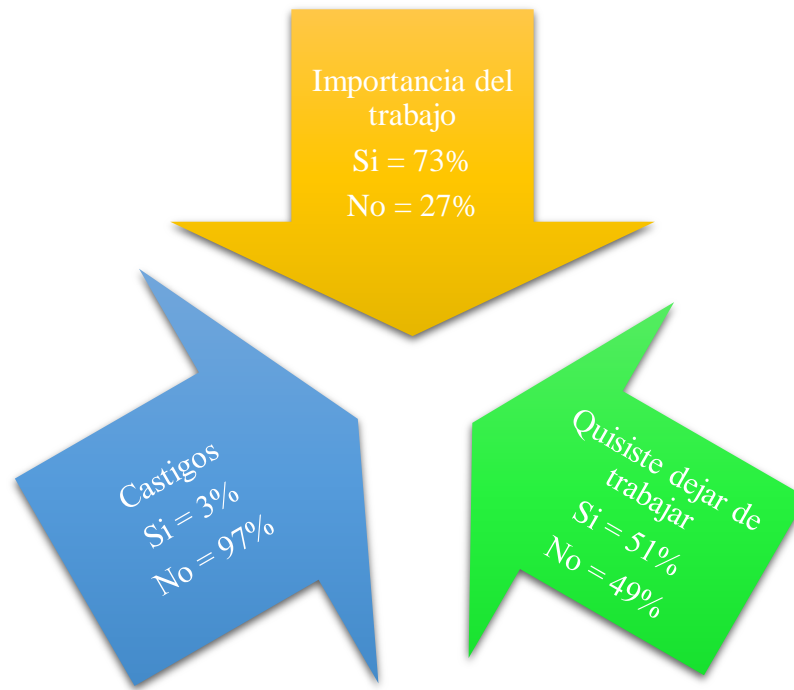 Importancia del
trabajo
Si = 73%
No = 27%
Castigos
Si = 3%
No = 97%
Quisiste dejar de
trabajar
Si = 51%
No = 49%